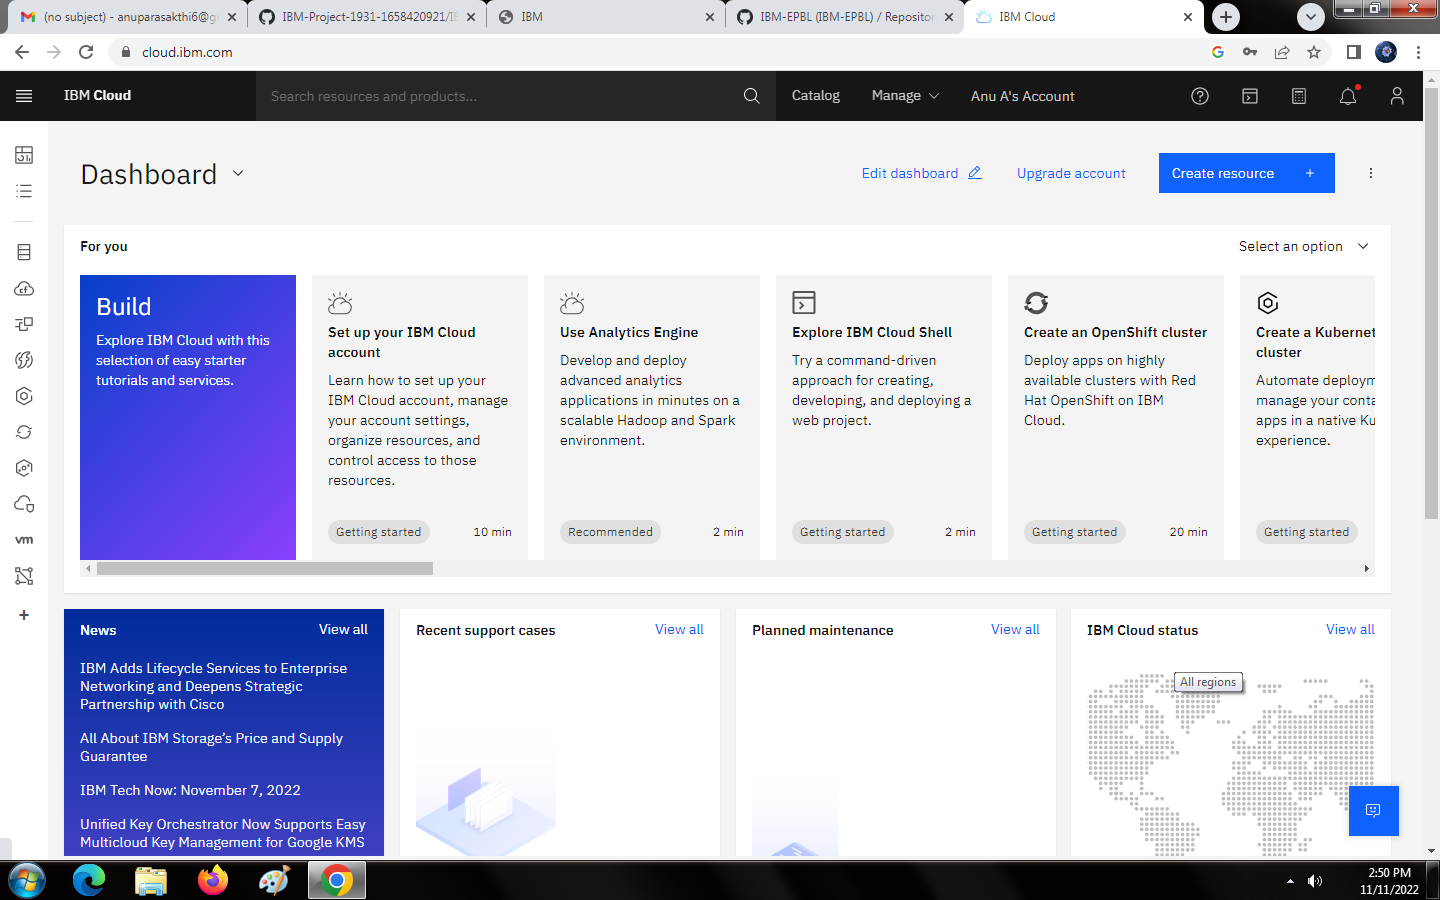 (no subject) - anuparasakthi6@g
IBM-Project-1931-1658420921/IB
IBM
IBM-EPBL (IBM-EPBL) / Repositor
IBM Cloud
cloud.ibm.com
IBM Cloud
Search resources and products...
Catalog
Manage
Anu A's Account
Dashboard
Edit dashboard
Upgrade account
Create resource +
For you
Select an option
Build
Explore IBM Cloud with this
selection of easy starter
tutorials and services.
Set up your IBM Cloud
account
Learn how to set up your
IBM Cloud account, manage
your account settings,
organize resources, and
control access to those
resources.
Getting started
10 min
Use Analytics Engine
Develop and deploy
advanced analytics
applications in minutes on a
scalable Hadoop and Spark
environment.
Recommended
2 min
Explore IBM Cloud Shell
Try a command-driven
approach for creating,
developing, and deploying a
web project.
Getting started
2 min
Create an OpenShift cluster
Deploy apps on highly
available clusters with Red
Hat OpenShift on IBM
Cloud.
Getting started
20 min
Create a Kubernet
cluster
Automate deploym
manage your conta
apps in a native Ku
experience.
Getting started
cf
vm
News
View all
IBM Adds Lifecycle Services to Enterprise
Networking and Deepens Strategic
Partnership with Cisco
All About IBM Storage's Price and Supply
Guarantee
IBM Tech Now: November 7, 2022
Unified Key Orchestrator Now Supports Easy
Multicloud Key Management for Google KMS
Recent support cases
View all
Planned maintenance
View all
IBM Cloud status
View all
All regions
2:50 PM
11/11/2022